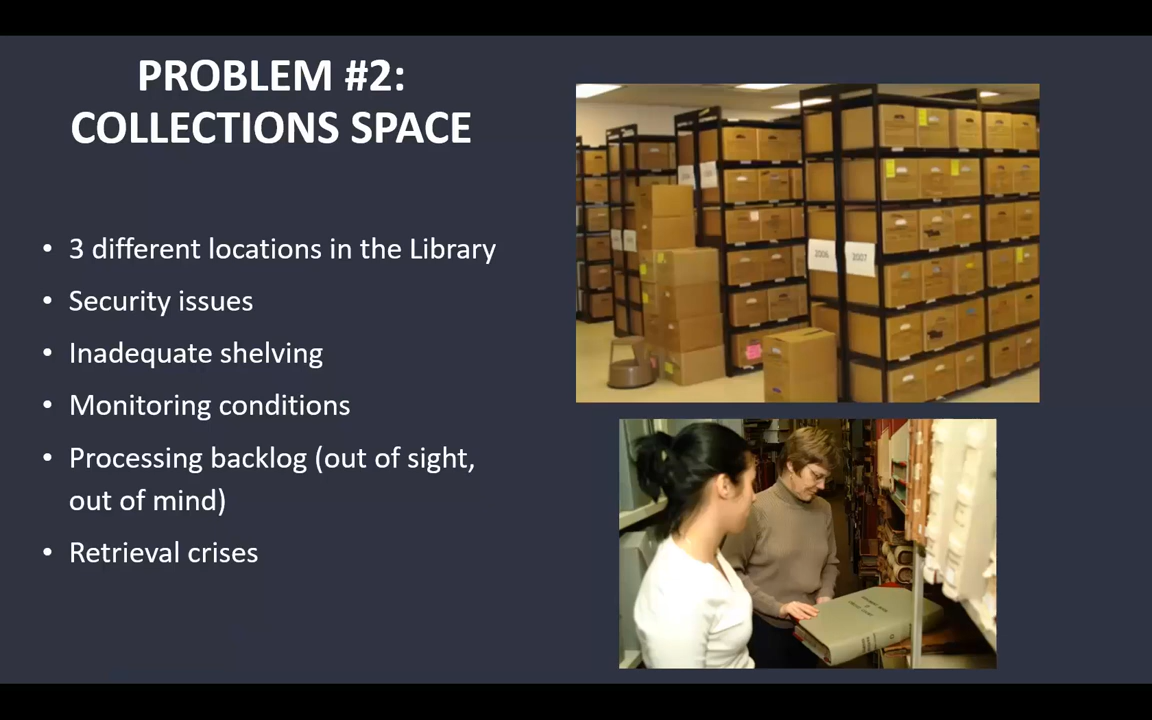 PROBLEM #2:
COLLECTIONS SPACE
• 3 different locations in the Library
• Security issues
• Inadequate shelving
• Monitoring conditions
• Processing backlog (out of sight,
out of mind)
• Retrieval crises
2006
2007